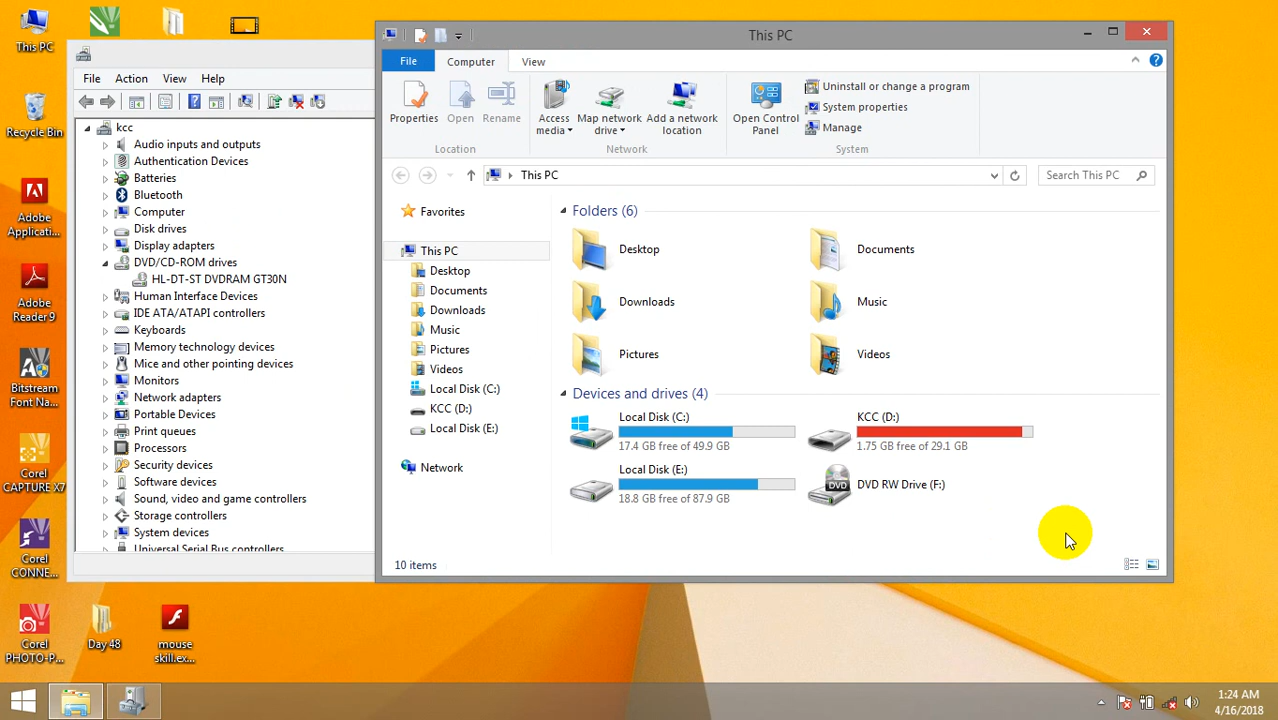 This PC
Recycle Bin
Adobe
Applicati...
Adobe
Reader 9
Bitstream
Font Na...
Corel
CAPTURE X7
Corel
CONNE...
Corel
PHOTO-P...
Day 48
mouse
skill.ex...
File Action View Help
kcc
Audio inputs and outputs
Authentication Devices
Batteries
Bluetooth
Computer
Disk drives
Display adapters
DVD/CD-ROM drives
HL-DT-ST DVDRAM GT30N
Human Interface Devices
IDE ATA/ATAPI controllers
Keyboards
Memory technology devices
Mice and other pointing devices
Monitors
Network adapters
Portable Devices
Print queues
Processors
Security devices
Software devices
Sound, video and game controllers
Storage controllers
System devices
Universal Serial Bus controllers
This PC
File Computer View
Properties
Open
Rename
Location
Access
media
Map network
drive
Add a network
location
Network
Open Control
Panel
Uninstall or change a program
System properties
Manage
System
This PC
Search This PC
Favorites
This PC
Desktop
Documents
Downloads
Music
Pictures
Videos
Local Disk (C:)
KCC (D:)
Local Disk (E:)
Network
Folders (6)
Desktop
Documents
Downloads
Music
Pictures
Videos
Devices and drives (4)
Local Disk (C:)
17.4 GB free of 49.9 GB
KCC (D:)
1.75 GB free of 29.1 GB
Local Disk (E:)
18.8 GB free of 87.9 GB
DVD
DVD RW Drive (F:)
10 items
1:24 AM
4/16/2018